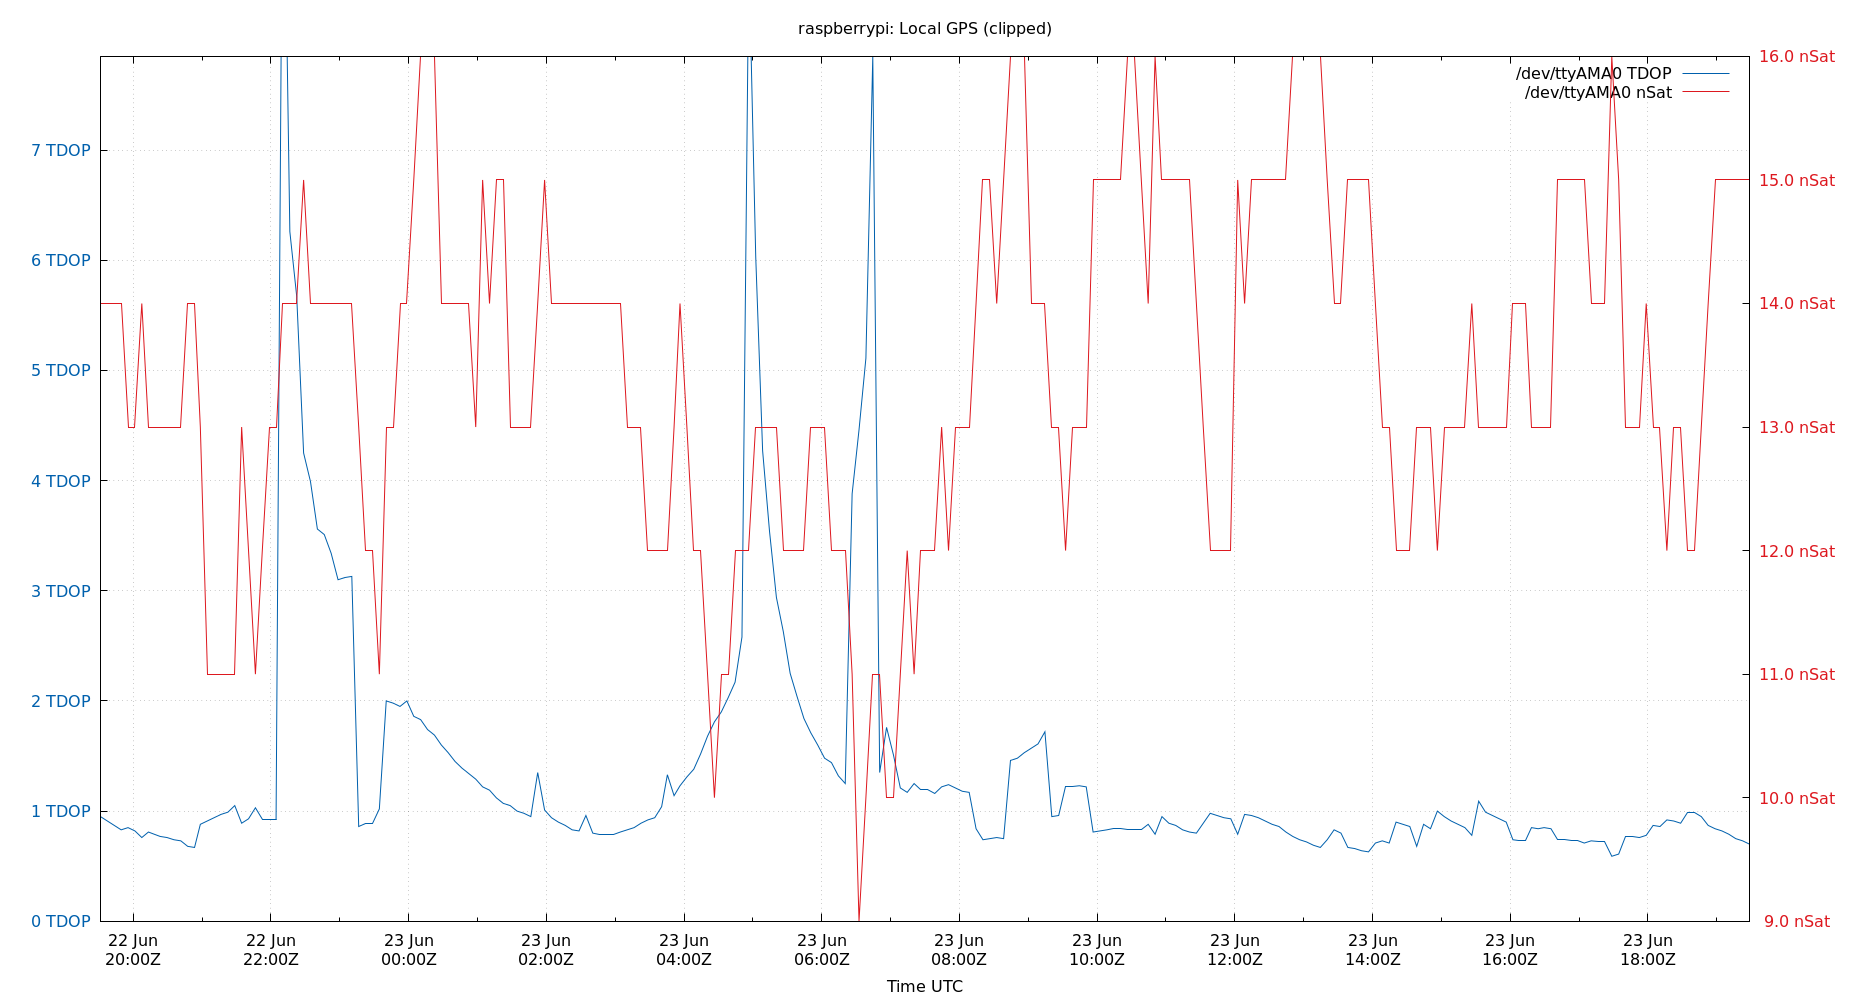 raspberrypi: Local GPS (clipped)
/dev/ttyAMA0 TDOP
/dev/ttyAMA0 nSat
7 TDOP
6 TDOP
5 TDOP
4 TDOP
3 TDOP
2 TDOP
1 TDOP
0 TDOP
16.0 nSat
15.0 nSat
14.0 nSat
13.0 nSat
12.0 nSat
11.0 nSat
10.0 nSat
9.0 nSat
22 Jun
20:00Z
22 Jun
22:00Z
23 Jun
00:00Z
23 Jun
02:00Z
23 Jun
04:00Z
23 Jun
06:00Z
23 Jun
08:00Z
23 Jun
10:00Z
23 Jun
12:00Z
23 Jun
14:00Z
23 Jun
16:00Z
23 Jun
18:00Z
Time UTC